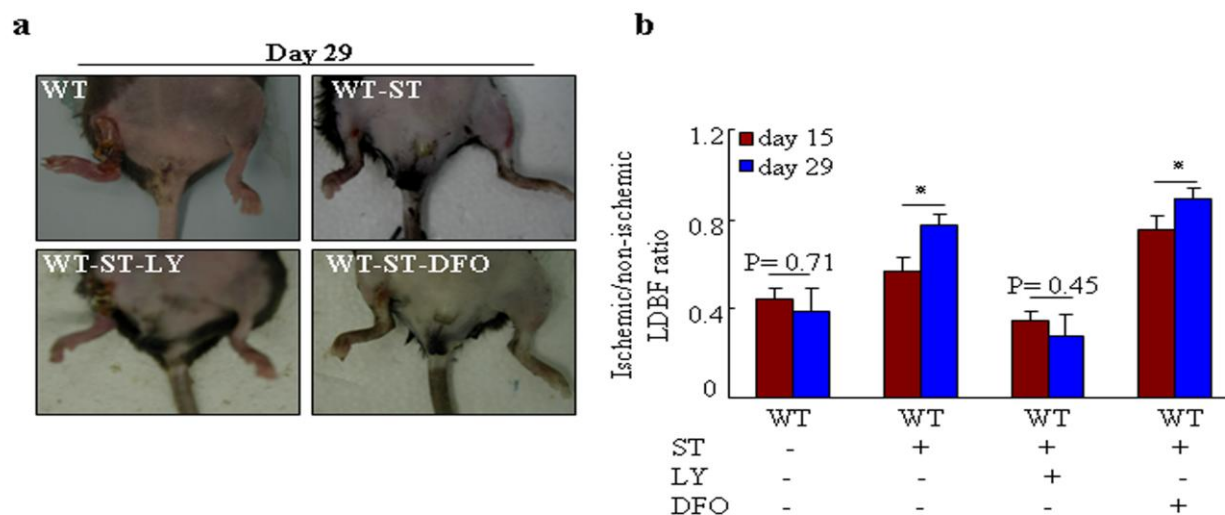 a
Day 29
WT
WT-ST
WT-ST-LY
WT-ST-DFO
b
Ischemic/non-ischemic
LDBF ratio
1.2
0.8
0.4
0
day 15
day 29
P= 0.71
*
P= 0.45
*
WT WT WT WT
ST - + + +
LY - - + -
DFO - - - +